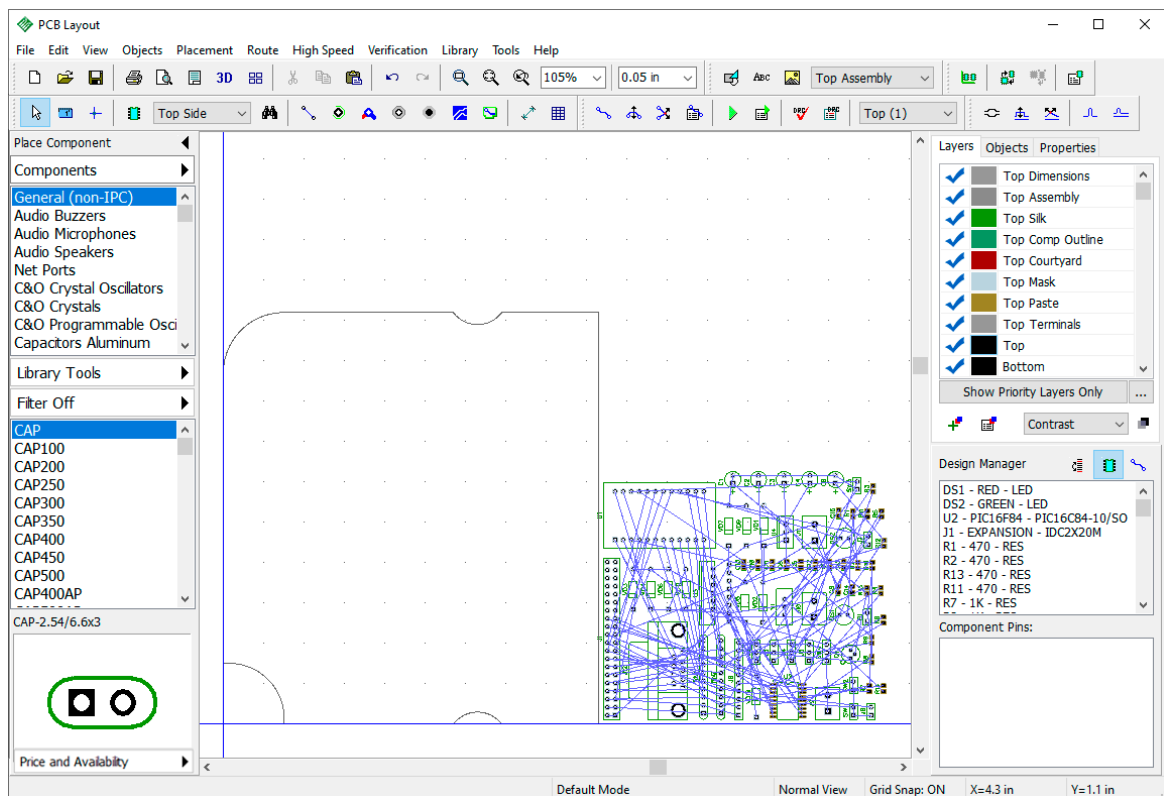 PCB Layout
File Edit View Objects Placement Route High Speed Verification Library Tools Help
3D 105% 0.05 in ABC Top Assembly
Top Side DRC Top (1)
Place Component
Components
General (non-IPC)
Audio Buzzers
Audio Microphones
Audio Speakers
Net Ports
C&O Crystal Oscillators
C&O Crystals
C&O Programmable Osci
Capacitors Aluminum
Library Tools
Filter Off
CAP
CAP100
CAP200
CAP250
CAP300
CAP350
CAP400
CAP450
CAP500
CAP400AP
CAP-2.54/6.6x3
Price and Availability
Layers Objects Properties
Top Dimensions
Top Assembly
Top Silk
Top Comp Outline
Top Courtyard
Top Mask
Top Paste
Top Terminals
Top
Bottom
Show Priority Layers Only ...
Contrast
Design Manager
DS1 - RED - LED
DS2 - GREEN - LED
U2 - PIC16F84 - PIC16C84-10/SO
J1 - EXPANSION - IDC2X20M
R1 - 470 - RES
R2 - 470 - RES
R13 - 470 - RES
R11 - 470 - RES
R7 - 1K - RES
Component Pins:
Default Mode Normal View Grid Snap: ON X=4.3 in Y=1.1 in